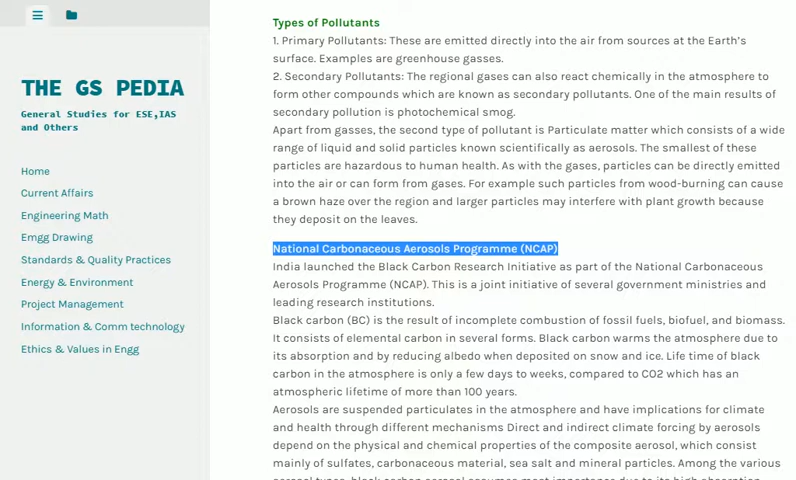 THE GS PEDIA
General Studies for ESE,IAS
and Others
Home
Current Affairs
Engineering Math
Emgg Drawing
Standards & Quality Practices
Energy & Environment
Project Management
Information & Comm technology
Ethics & Values in Engg
Types of Pollutants
1. Primary Pollutants: These are emitted directly into the air from sources at the Earth's
surface. Examples are greenhouse gasses.
2. Secondary Pollutants: The regional gases can also react chemically in the atmosphere to
form other compounds which are known as secondary pollutants. One of the main results of
secondary pollution is photochemical smog.
Apart from gasses, the second type of pollutant is Particulate matter which consists of a wide
range of liquid and solid particles known scientifically as aerosols. The smallest of these
particles are hazardous to human health. As with the gases, particles can be directly emitted
into the air or can form from gases. For example such particles from wood-burning can cause
a brown haze over the region and larger particles may interfere with plant growth because
they deposit on the leaves.
National Carbonaceous Aerosols Programme (NCAP)
India launched the Black Carbon Research Initiative as part of the National Carbonaceous
Aerosols Programme (NCAP). This is a joint initiative of several government ministries and
leading research institutions.
Black carbon (BC) is the result of incomplete combustion of fossil fuels, biofuel, and biomass.
It consists of elemental carbon in several forms. Black carbon warms the atmosphere due to
its absorption and by reducing albedo when deposited on snow and ice. Life time of black
carbon in the atmosphere is only a few days to weeks, compared to CO2 which has an
atmospheric lifetime of more than 100 years.
Aerosols are suspended particulates in the atmosphere and have implications for climate
and health through different mechanisms Direct and indirect climate forcing by aerosols
depend on the physical and chemical properties of the composite aerosol, which consist
mainly of sulfates, carbonaceous material, sea salt and mineral particles. Among the various